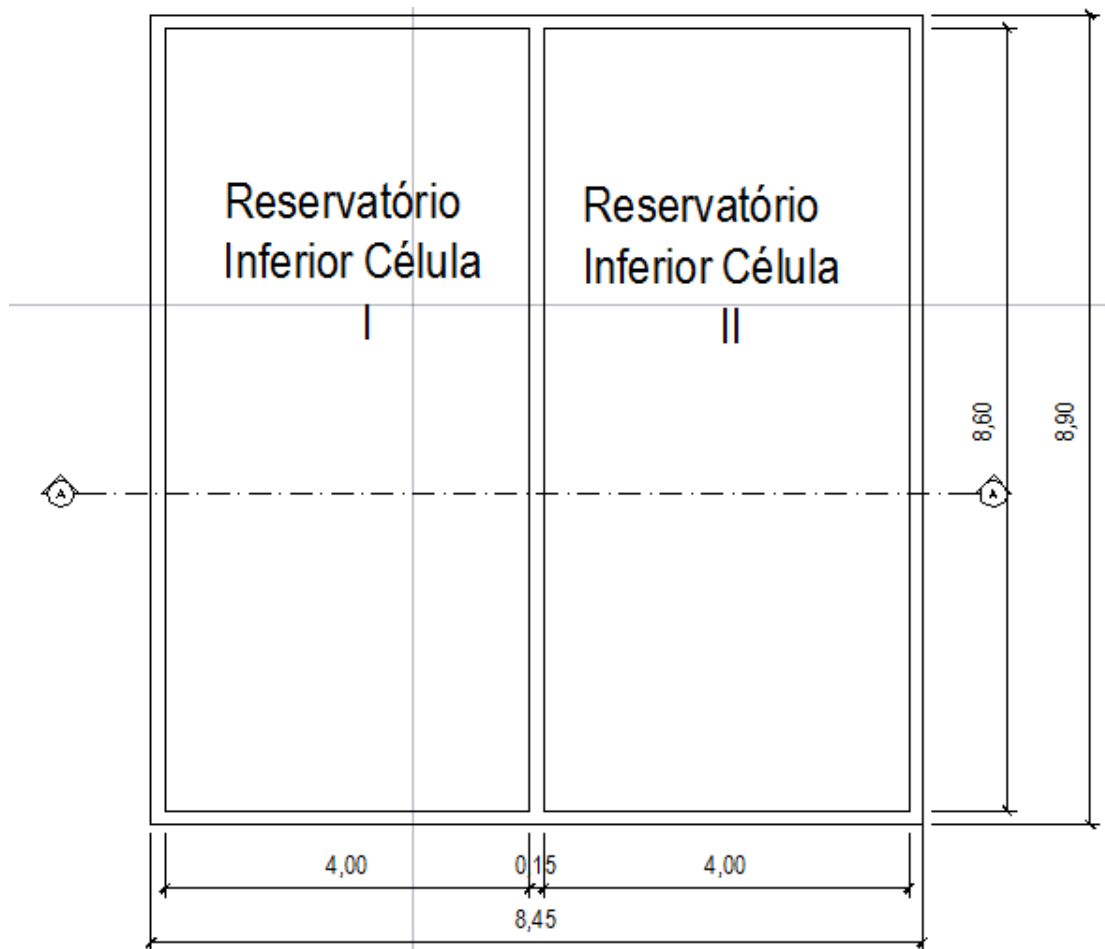 Reservatório
Inferior Célula
I
Reservatório
Inferior Célula
II
8,60
8,90
A
A
4,00
0,15
4,00
8,45